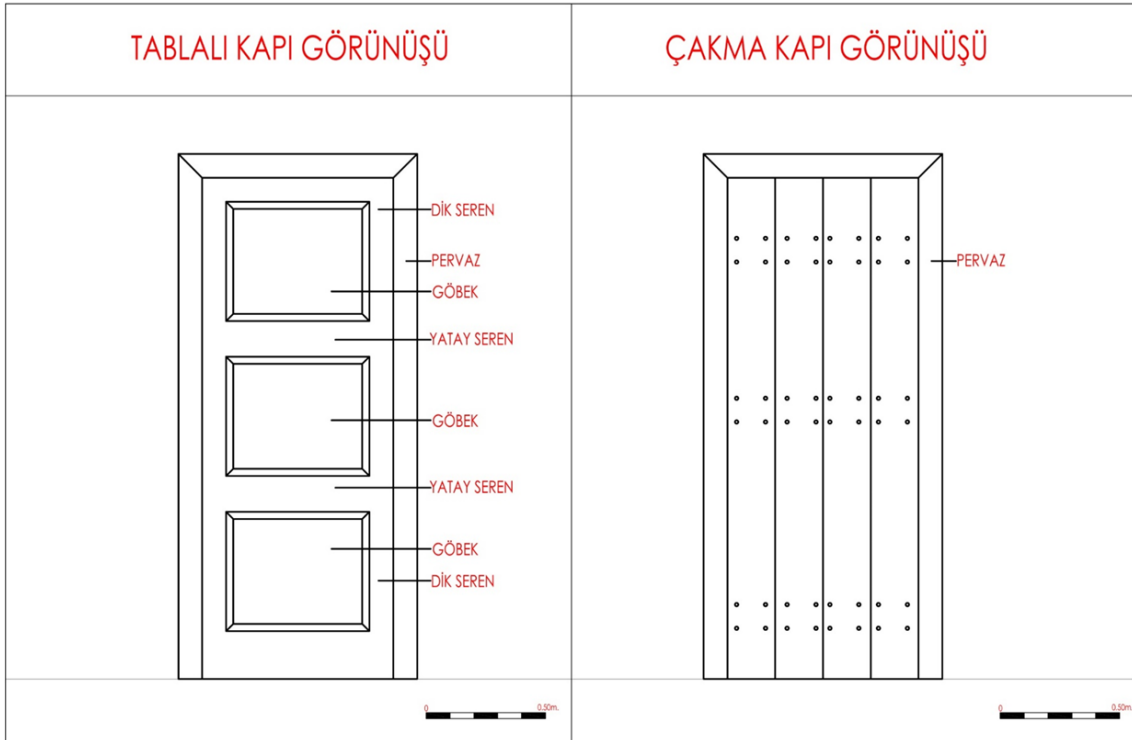 TABLALI KAPI GÖRÜNÜŞÜ
DİK SEREN
PERVAZ
GÖBEK
YATAY SEREN
GÖBEK
YATAY SEREN
GÖBEK
DİK SEREN
0 0.50m.
ÇAKMA KAPI GÖRÜNÜŞÜ
PERVAZ
0 0.50m.